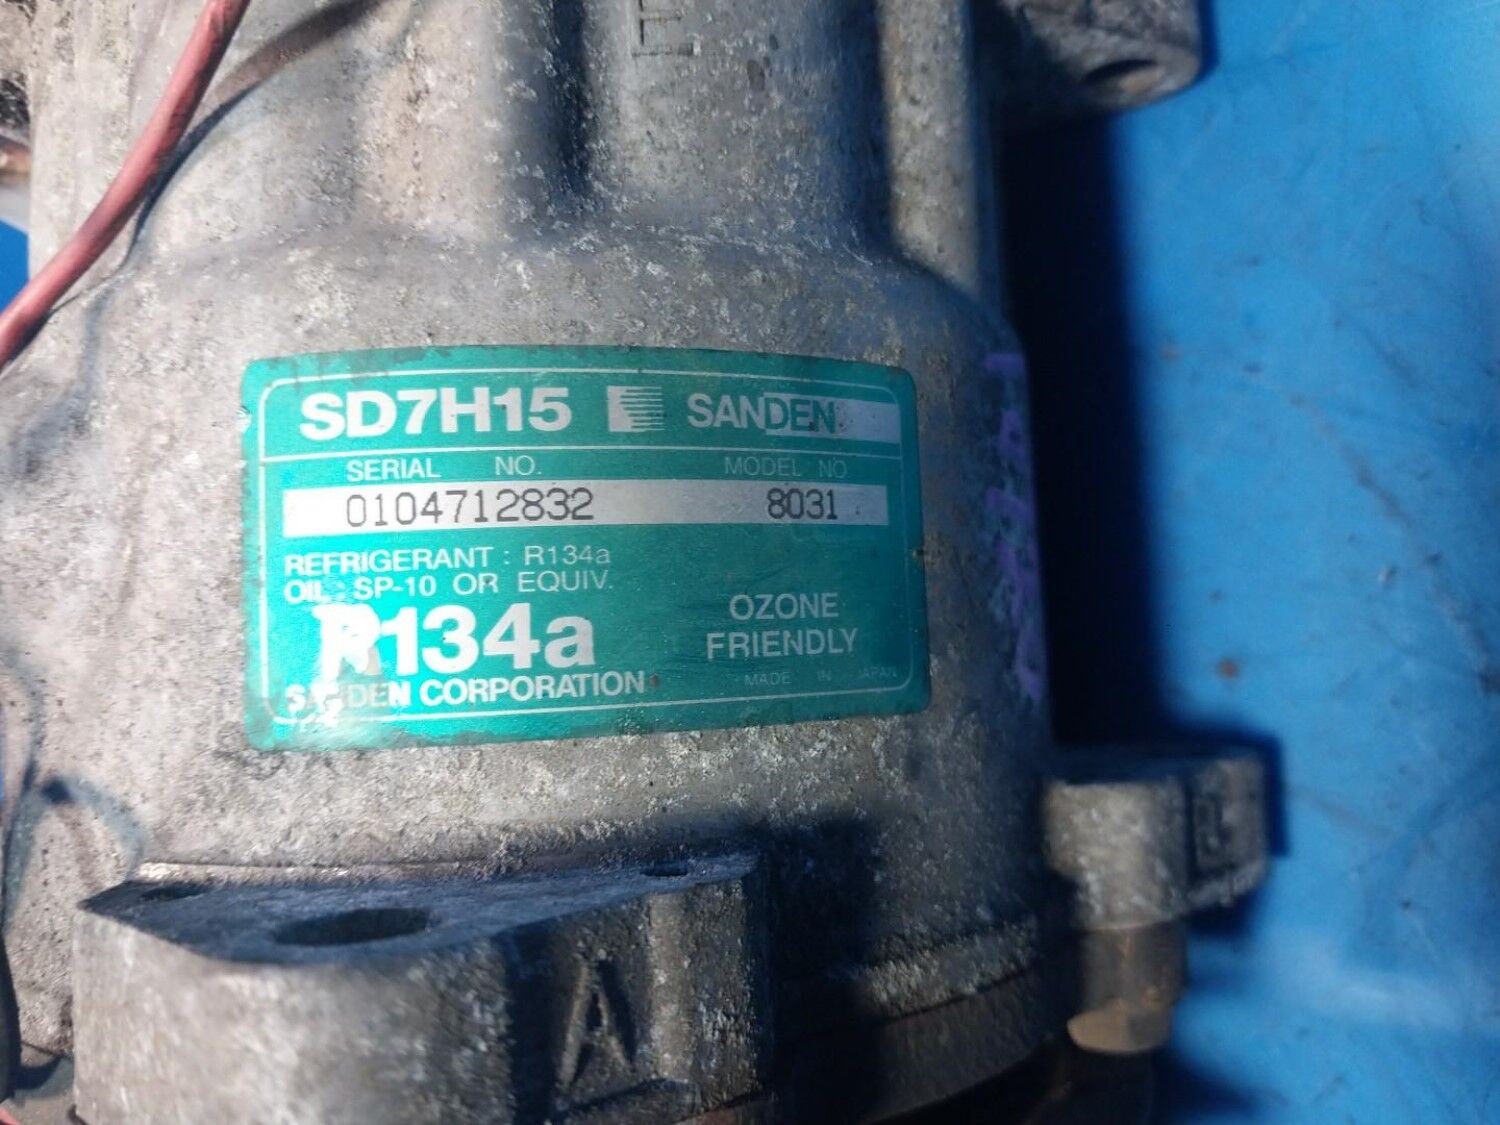 SD7H15 SANDEN
SERIAL NO. MODEL NO
0104712832 8031
REFRIGERANT : R134a
OIL : SP-10 OR EQUIV.
R134a
OZONE
FRIENDLY
SANDEN CORPORATION
MADE IN JAPAN
A